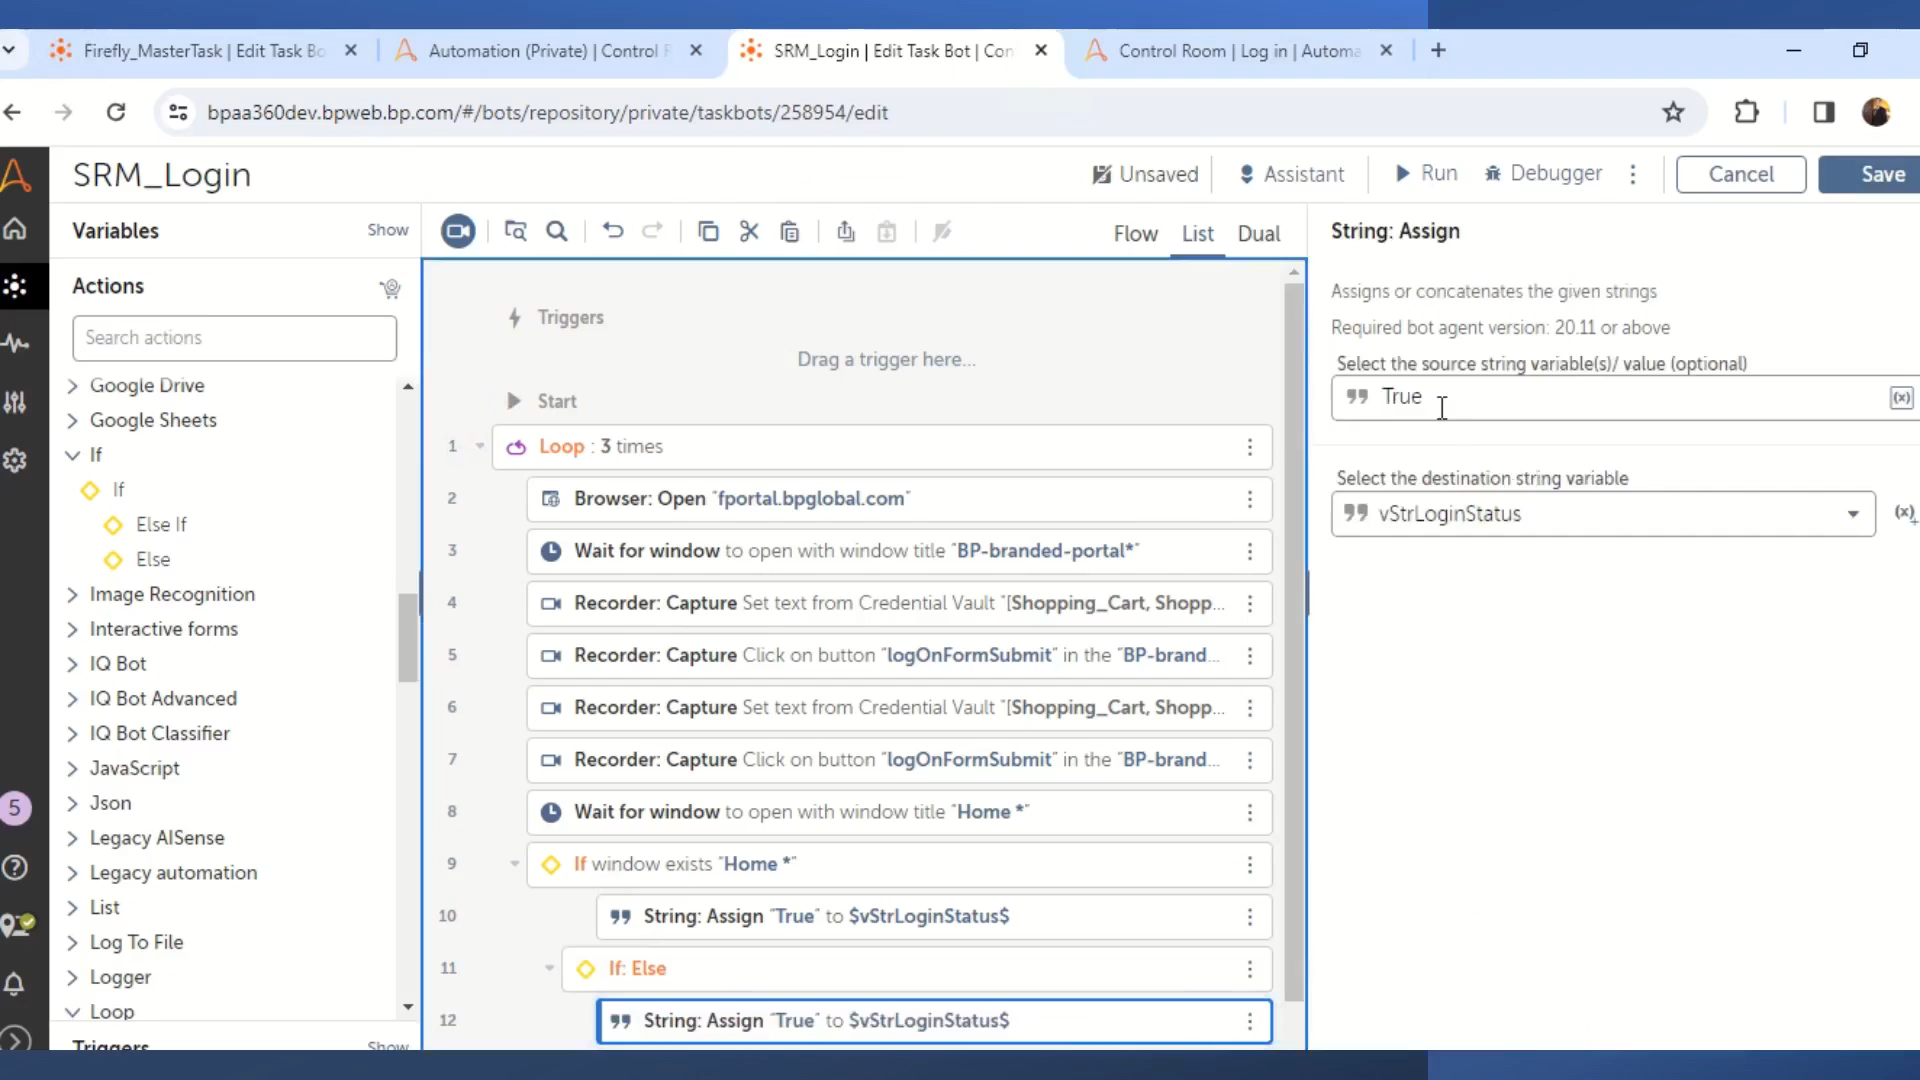 Firefly_MasterTask | Edit Task Bo
Automation (Private) | Control R
SRM_Login | Edit Task Bot | Con
Control Room | Log in | Automa
bpaa360dev.bpweb.bp.com/#/bots/repository/private/taskbots/258954/edit
SRM_Login
Unsaved
Assistant
Run
Debugger
Cancel
Save
Variables
Show
Flow
List
Dual
String: Assign
Actions
Search actions
Google Drive
Google Sheets
If
If
Else If
Else
Image Recognition
Interactive forms
IQ Bot
IQ Bot Advanced
IQ Bot Classifier
JavaScript
Json
Legacy AISense
Legacy automation
List
Log To File
Logger
Loop
Triggers
Show
5
Triggers
Drag a trigger here...
Start
1 Loop : 3 times
2 Browser: Open "fportal.bpglobal.com"
3 Wait for window to open with window title "BP-branded-portal*"
4 Recorder: Capture Set text from Credential Vault "[Shopping_Cart, Shopp...
5 Recorder: Capture Click on button "logOnFormSubmit" in the "BP-brand...
6 Recorder: Capture Set text from Credential Vault "[Shopping_Cart, Shopp...
7 Recorder: Capture Click on button "logOnFormSubmit" in the "BP-brand...
8 Wait for window to open with window title "Home *"
9 If window exists "Home *"
10 String: Assign "True" to $vStrLoginStatus$
11 If: Else
12 String: Assign "True" to $vStrLoginStatus$
Assigns or concatenates the given strings
Required bot agent version: 20.11 or above
Select the source string variable(s)/ value (optional)
True
(x)
Select the destination string variable
vStrLoginStatus
(x)+